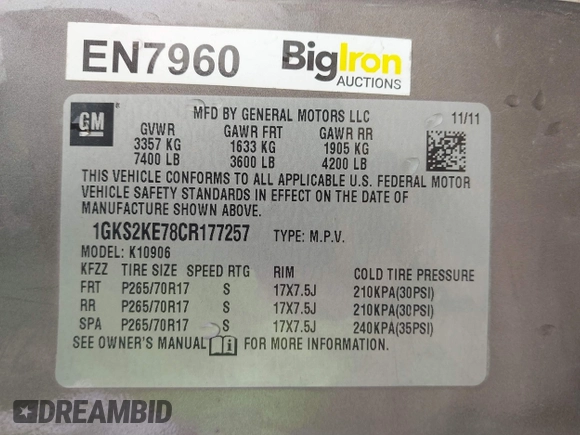 EN7960
BigIron
AUCTIONS
GM
MFD BY GENERAL MOTORS LLC 11/11
GVWR GAWR FRT GAWR RR
3357 KG 1633 KG 1905 KG
7400 LB 3600 LB 4200 LB
THIS VEHICLE CONFORMS TO ALL APPLICABLE U.S. FEDERAL MOTOR
VEHICLE SAFETY STANDARDS IN EFFECT ON THE DATE OF
MANUFACTURE SHOWN ABOVE.
1GKS2KE78CR177257 TYPE: M.P.V.
MODEL: K10906
KFZZ TIRE SIZE SPEED RTG RIM COLD TIRE PRESSURE
FRT P265/70R17 S 17X7.5J 210KPA(30PSI)
RR P265/70R17 S 17X7.5J 210KPA(30PSI)
SPA P265/70R17 S 17X7.5J 240KPA(35PSI)
SEE OWNER'S MANUAL FOR MORE INFORMATION.
DREAMBID